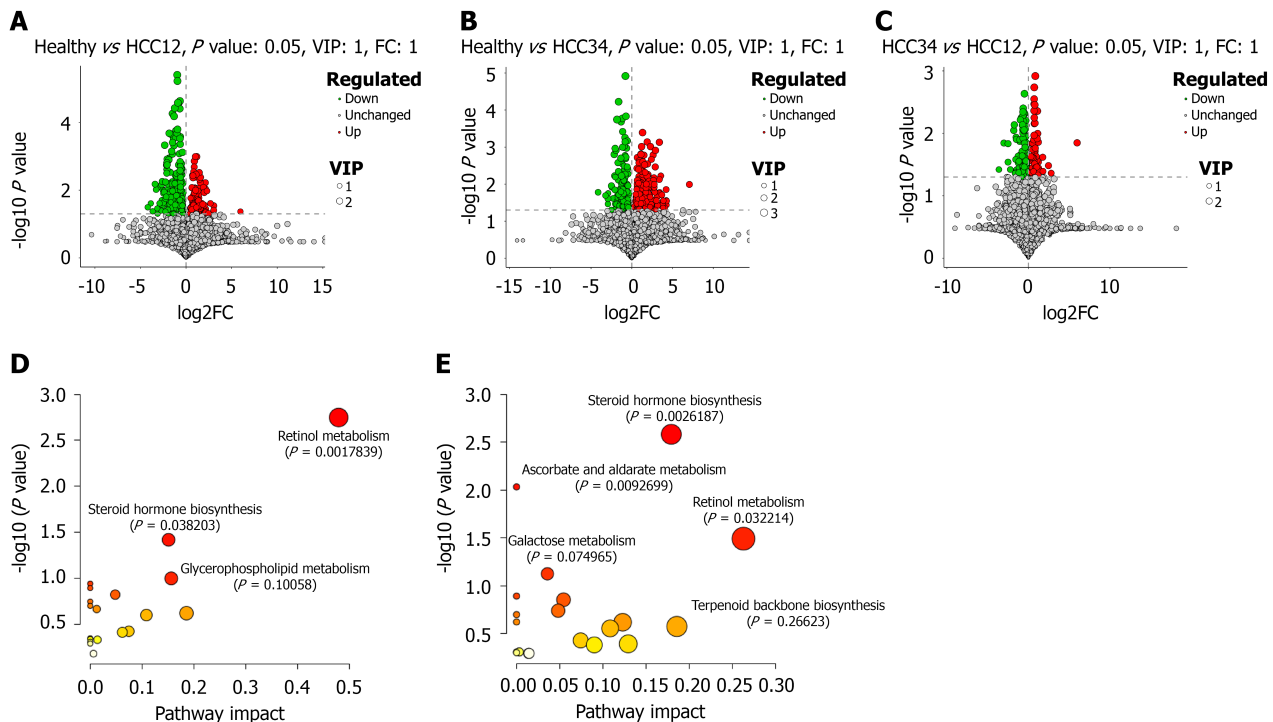 A
Healthy vs HCC12, P value: 0.05, VIP: 1, FC: 1
-log10 P value
4
2
0
-10
-5
0
5
10
15
log2FC
Regulated
Down
Unchanged
Up
VIP
1
2
B
Healthy vs HCC34, P value: 0.05, VIP: 1, FC: 1
-log10 P value
5
4
3
2
1
0
-15
-10
-5
0
5
10
log2FC
Regulated
Down
Unchanged
Up
VIP
1
2
3
C
HCC34 vs HCC12, P value: 0.05, VIP: 1, FC: 1
-log10 P value
3
2
1
0
-10
0
10
log2FC
Regulated
Down
Unchanged
Up
VIP
1
2
D
-log10 (P value)
3.0
2.5
2.0
1.5
1.0
0.5
Retinol metabolism
(P = 0.0017839)
Steroid hormone biosynthesis
(P = 0.038203)
Glycerophospholipid metabolism
(P = 0.10058)
0.0
0.1
0.2
0.3
0.4
0.5
Pathway impact
E
-log10 (P value)
3.0
2.5
2.0
1.5
1.0
0.5
Steroid hormone biosynthesis
(P = 0.0026187)
Ascorbate and aldarate metabolism
(P = 0.0092699)
Retinol metabolism
(P = 0.032214)
Galactose metabolism
(P = 0.074965)
Terpenoid backbone biosynthesis
(P = 0.26623)
0.00
0.05
0.10
0.15
0.20
0.25
0.30
Pathway impact